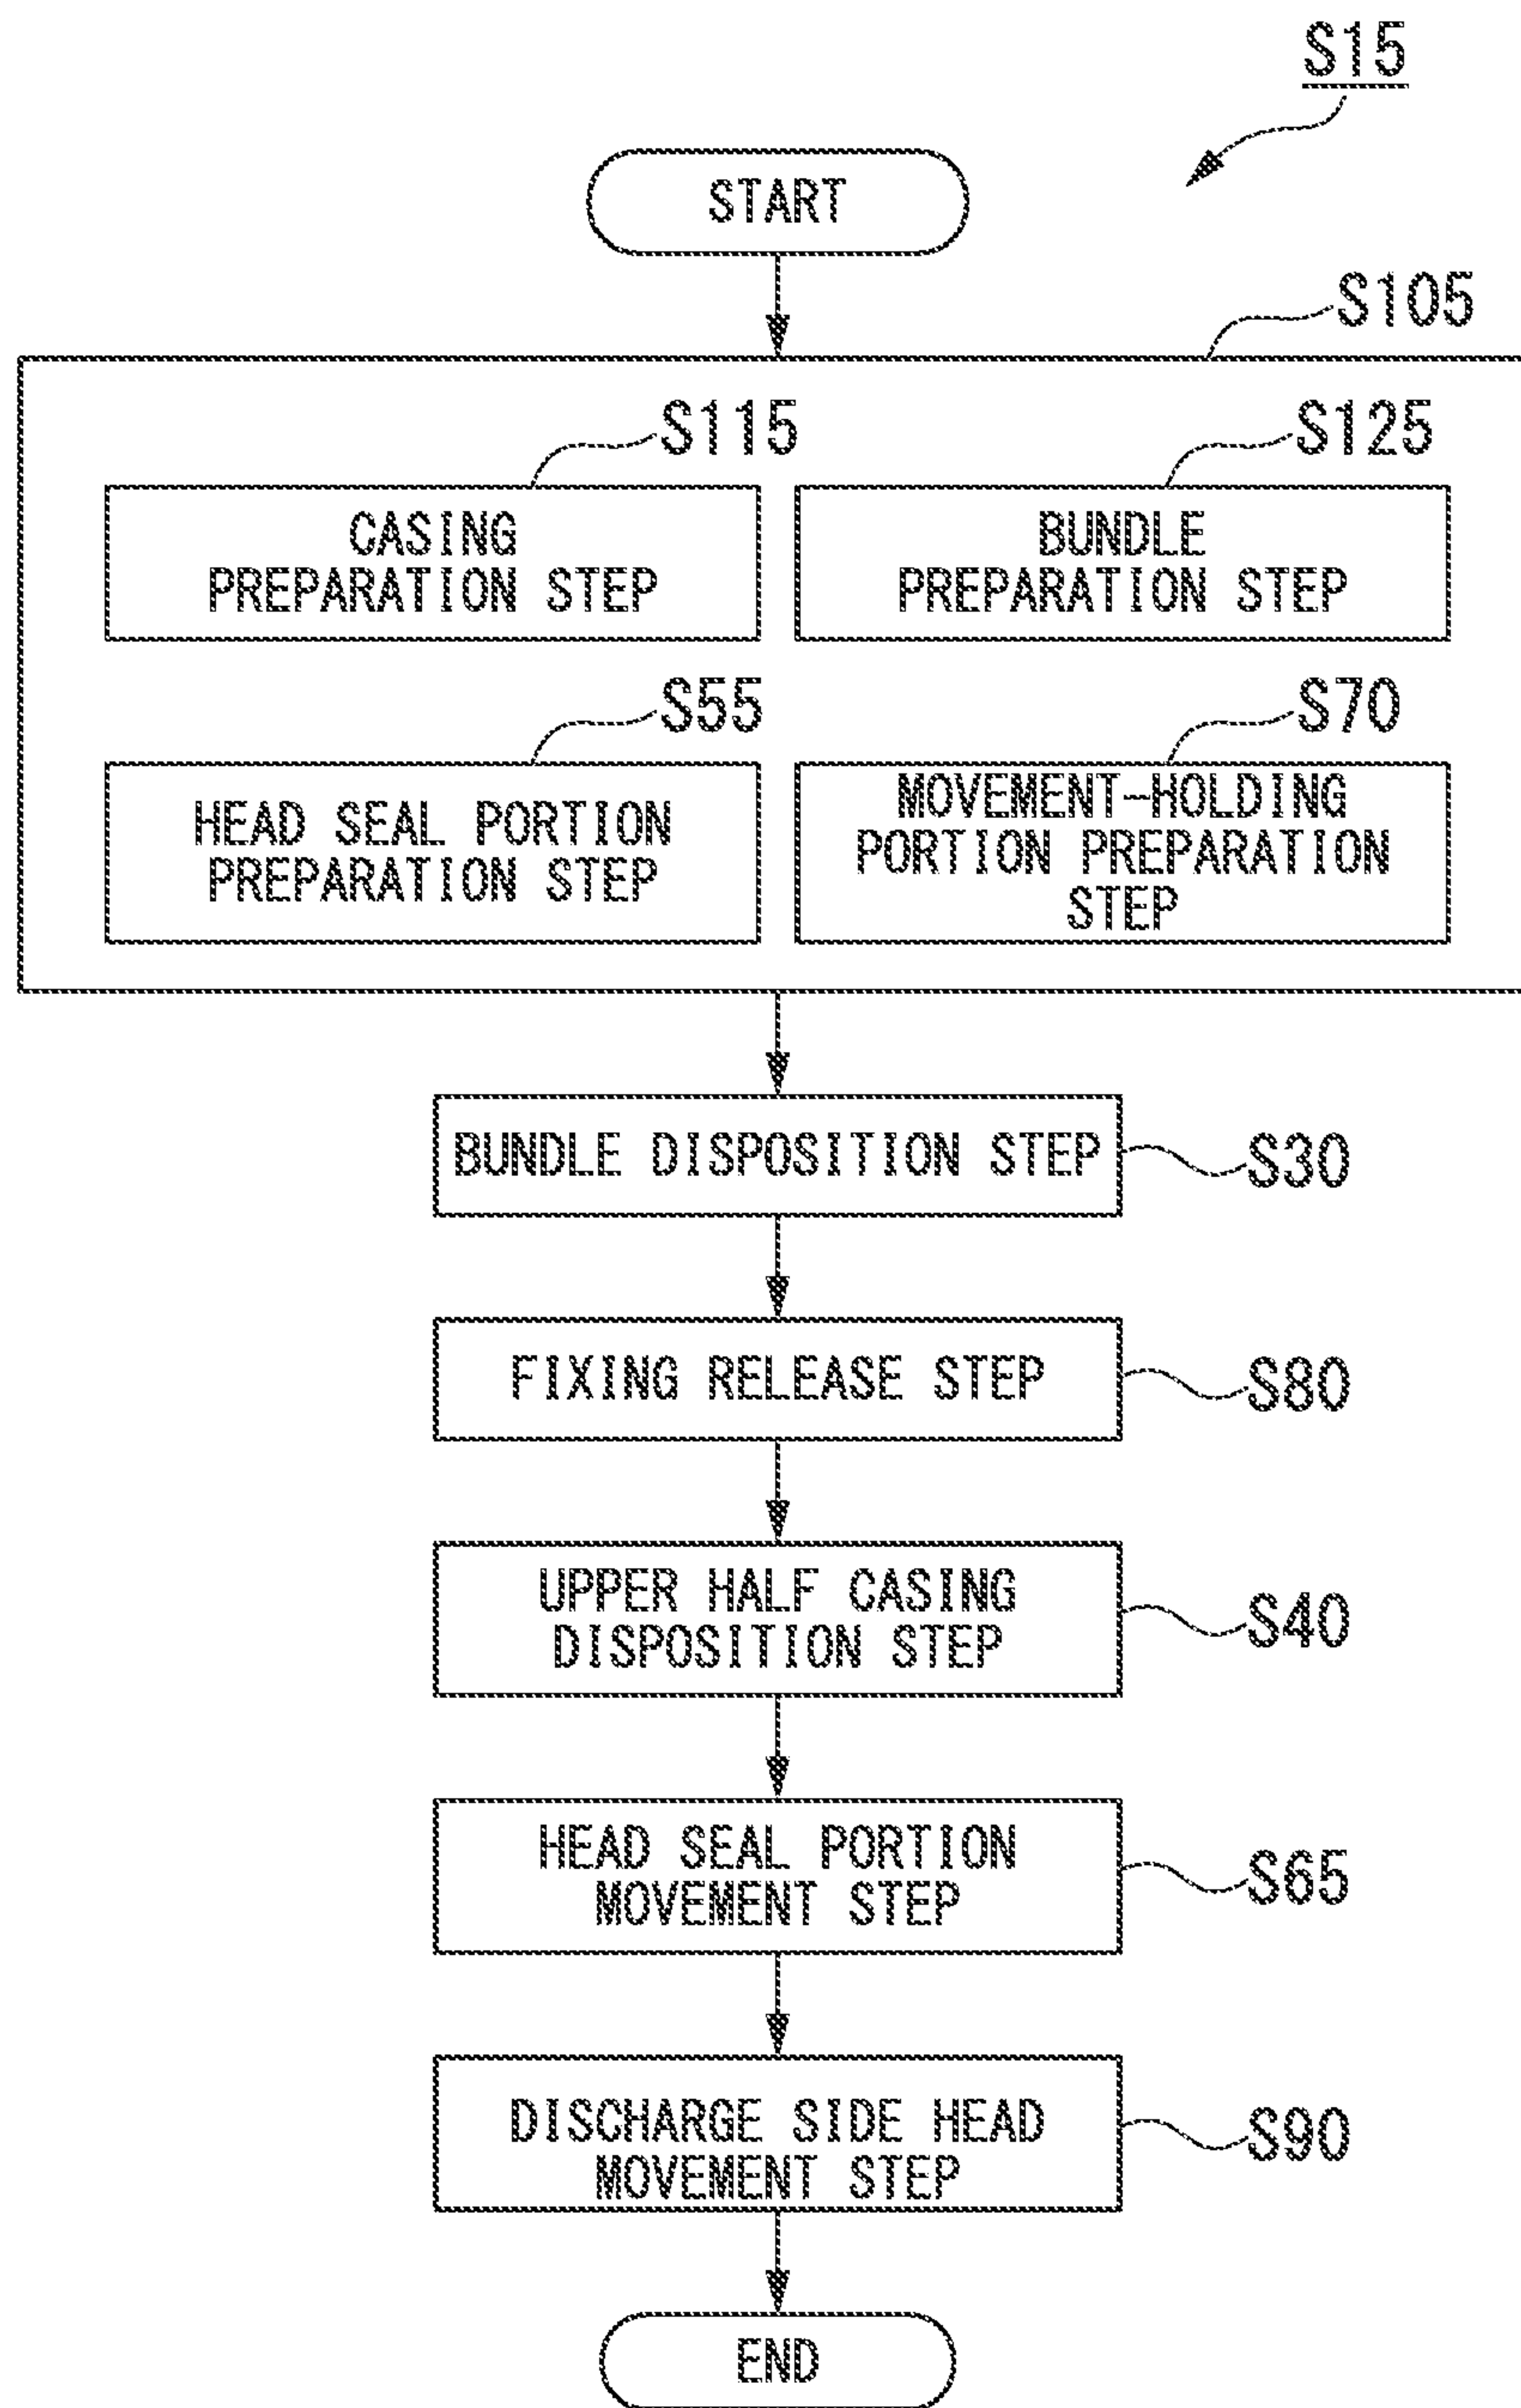 S15
START
S105
S115
S125
CASING
PREPARATION STEP
BUNDLE
PREPARATION STEP
S55
S70
HEAD SEAL PORTION
PREPARATION STEP
MOVEMENT-HOLDING
PORTION PREPARATION
STEP
BUNDLE DISPOSITION STEP
S30
FIXING RELEASE STEP
S80
UPPER HALF CASING
DISPOSITION STEP
S40
HEAD SEAL PORTION
MOVEMENT STEP
S65
DISCHARGE SIDE HEAD
MOVEMENT STEP
S90
END